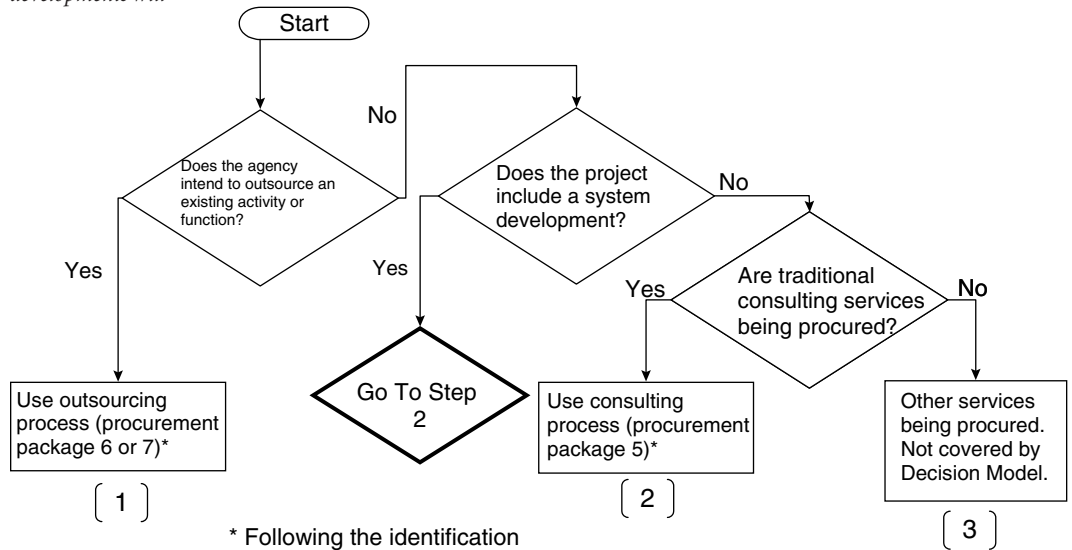 developments will
Start
No
Does the agency
intend to outsource an
existing activity or
function?
Yes
Does the project
include a system
development?
No
Yes
Are traditional
consulting services
being procured?
Yes
No
Use outsourcing
process (procurement
package 6 or 7)*
[ 1 ]
Go To Step
2
Use consulting
process (procurement
package 5)*
[ 2 ]
Other services
being procured.
Not covered by
Decision Model.
[ 3 ]
* Following the identification